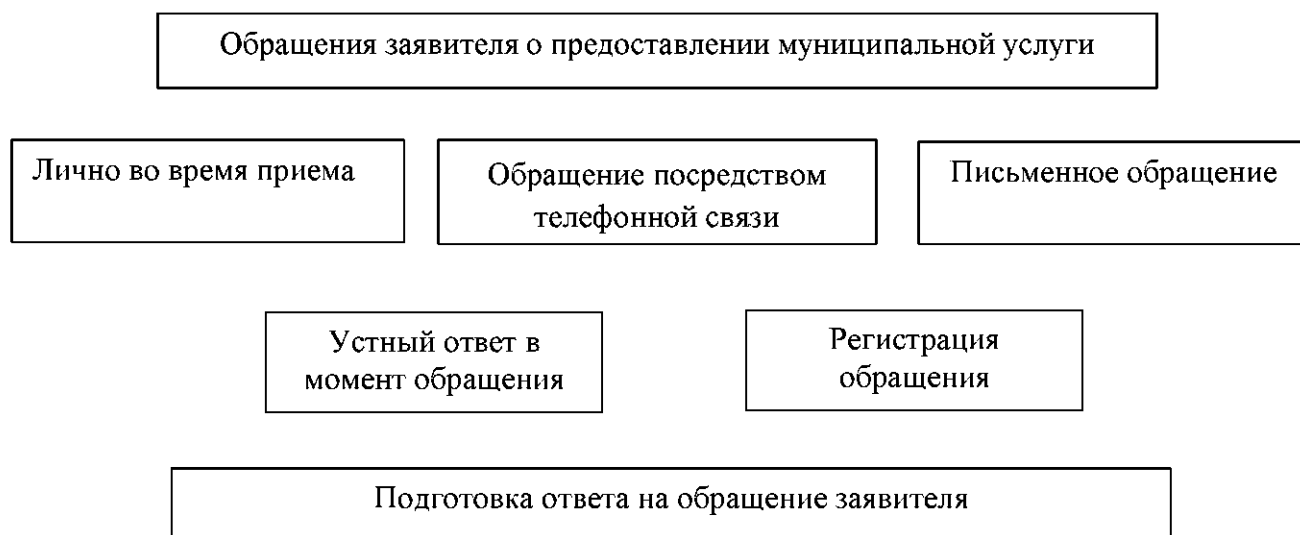 Обращения заявителя о предоставлении муниципальной услуги
Лично во время приема
Обращение посредством
телефонной связи
Письменное обращение
Устный ответ в
момент обращения
Регистрация
обращения
Подготовка ответа на обращение заявителя